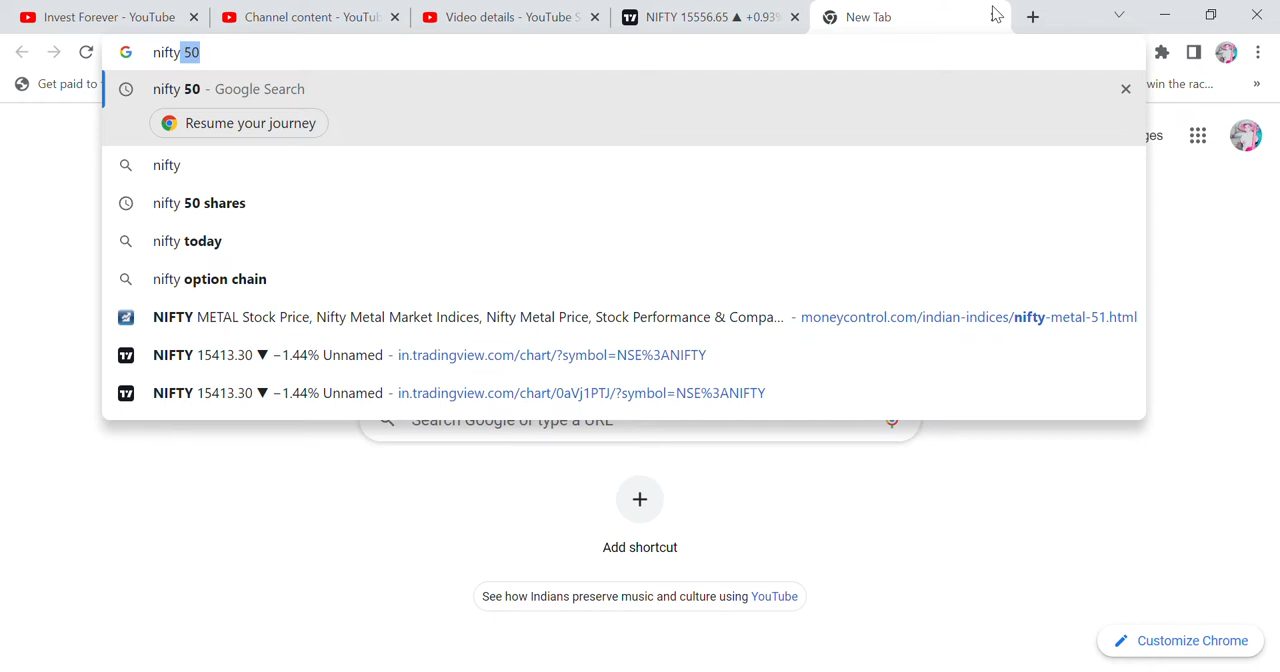 Invest Forever - YouTube
Channel content - YouTub
Video details - YouTube S
NIFTY 15556.65 ▲ +0.93%
New Tab
nifty 50
Get paid to
win the rac...
»
nifty 50 - Google Search
Resume your journey
nifty
nifty 50 shares
nifty today
nifty option chain
NIFTY METAL Stock Price, Nifty Metal Market Indices, Nifty Metal Price, Stock Performance & Compa... - moneycontrol.com/indian-indices/nifty-metal-51.html
NIFTY 15413.30 ▼ −1.44% Unnamed - in.tradingview.com/chart/?symbol=NSE%3ANIFTY
NIFTY 15413.30 ▼ −1.44% Unnamed - in.tradingview.com/chart/0aVj1PTJ/?symbol=NSE%3ANIFTY
Search Google or type a URL
Add shortcut
See how Indians preserve music and culture using YouTube
Customize Chrome